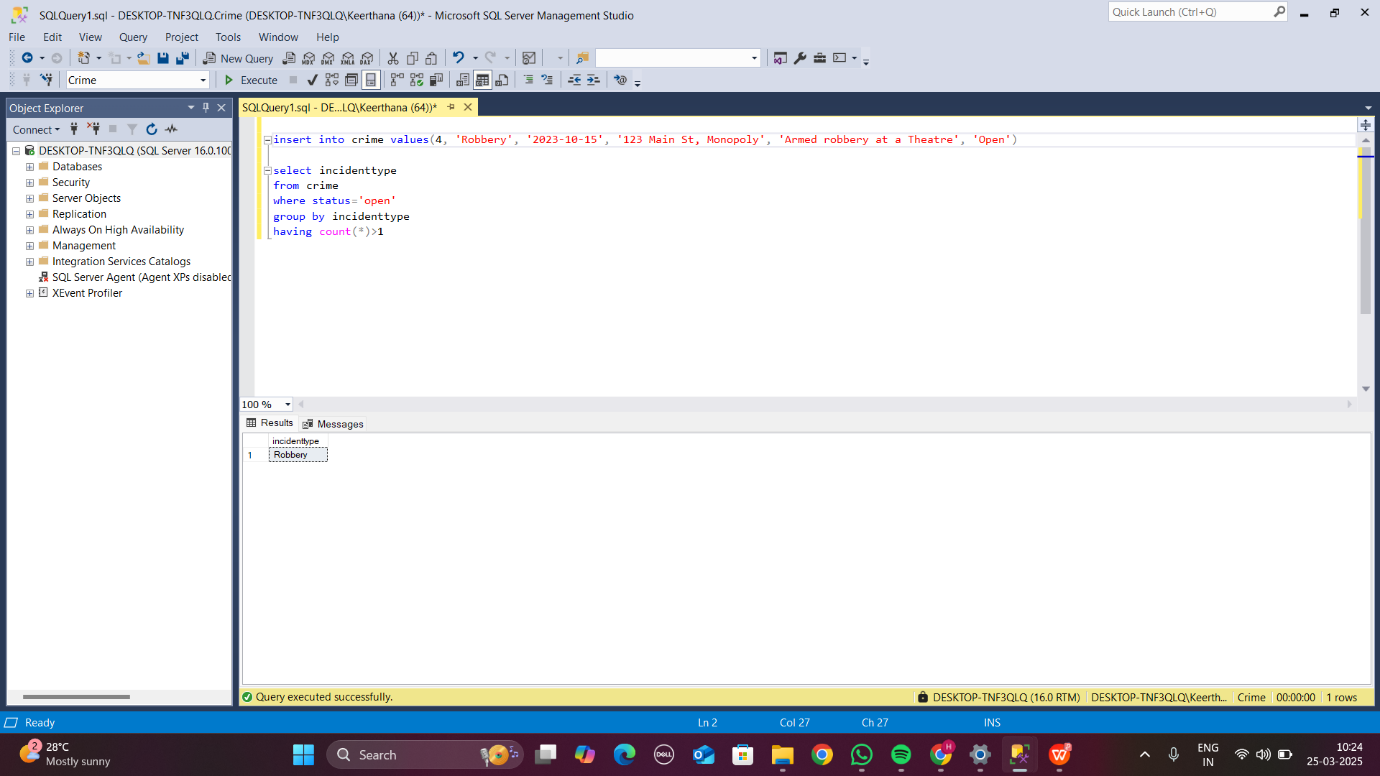 SQLQuery1.sql - DESKTOP-TNF3QLQ.Crime (DESKTOP-TNF3QLQ\Keerthana (64))* - Microsoft SQL Server Management Studio
Quick Launch (Ctrl+Q)
File Edit View Query Project Tools Window Help
New Query
MDX DMX XMLA DAX
Crime
Execute
Object Explorer
SQLQuery1.sql - DE...LQ\Keerthana (64))*
Connect
DESKTOP-TNF3QLQ (SQL Server 16.0.100
Databases
Security
Server Objects
Replication
Always On High Availability
Management
Integration Services Catalogs
SQL Server Agent (Agent XPs disabled
XEvent Profiler
insert into crime values(4, 'Robbery', '2023-10-15', '123 Main St, Monopoly', 'Armed robbery at a Theatre', 'Open')
select incidenttype
from crime
where status='open'
group by incidenttype
having count(*)>1
100 %
Results Messages
incidenttype
1 Robbery
Query executed successfully.
DESKTOP-TNF3QLQ (16.0 RTM) DESKTOP-TNF3QLQ\Keerth... Crime 00:00:00 1 rows
Ready
Ln 2 Col 27 Ch 27 INS
2
28°C
Mostly sunny
Search
DELL
H
ENG
IN
10:24
25-03-2025